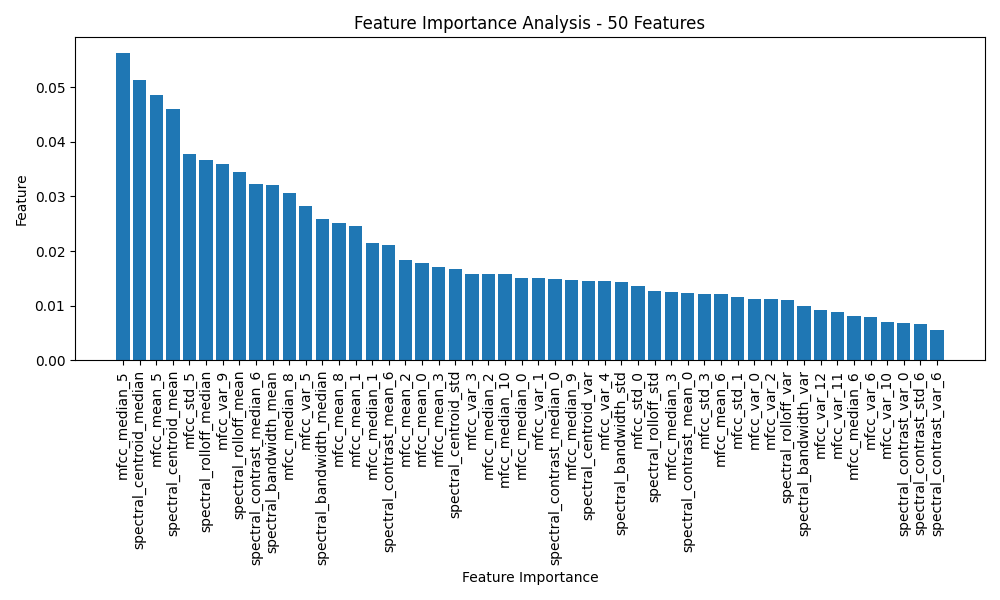 Feature Importance Analysis - 50 Features
Feature
0.05
0.04
0.03
0.02
0.01
0.00
mfcc_median_5
spectral_centroid_median
mfcc_mean_5
spectral_centroid_mean
mfcc_std_5
spectral_rolloff_median
mfcc_var_9
spectral_rolloff_mean
spectral_contrast_median_6
spectral_bandwidth_mean
mfcc_median_8
mfcc_var_5
spectral_bandwidth_median
mfcc_mean_8
mfcc_mean_1
mfcc_median_1
spectral_contrast_mean_6
mfcc_mean_2
mfcc_mean_0
mfcc_mean_3
spectral_centroid_std
mfcc_var_3
mfcc_median_2
mfcc_median_10
mfcc_median_0
mfcc_var_1
spectral_contrast_median_0
mfcc_median_9
spectral_centroid_var
mfcc_var_4
spectral_bandwidth_std
mfcc_std_0
spectral_rolloff_std
mfcc_median_3
spectral_contrast_mean_0
mfcc_std_3
mfcc_mean_6
mfcc_std_1
mfcc_var_0
mfcc_var_2
spectral_rolloff_var
spectral_bandwidth_var
mfcc_var_12
mfcc_var_11
mfcc_median_6
mfcc_var_6
mfcc_var_10
spectral_contrast_var_0
spectral_contrast_std_6
spectral_contrast_var_6
Feature Importance